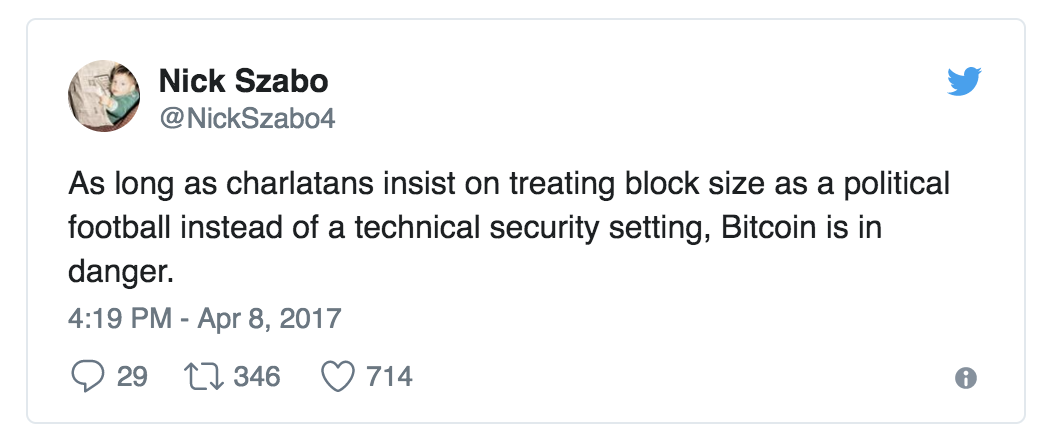 Nick Szabo
@NickSzabo4
As long as charlatans insist on treating block size as a political
football instead of a technical security setting, Bitcoin is in
danger.
4:19 PM - Apr 8, 2017
29 346 714